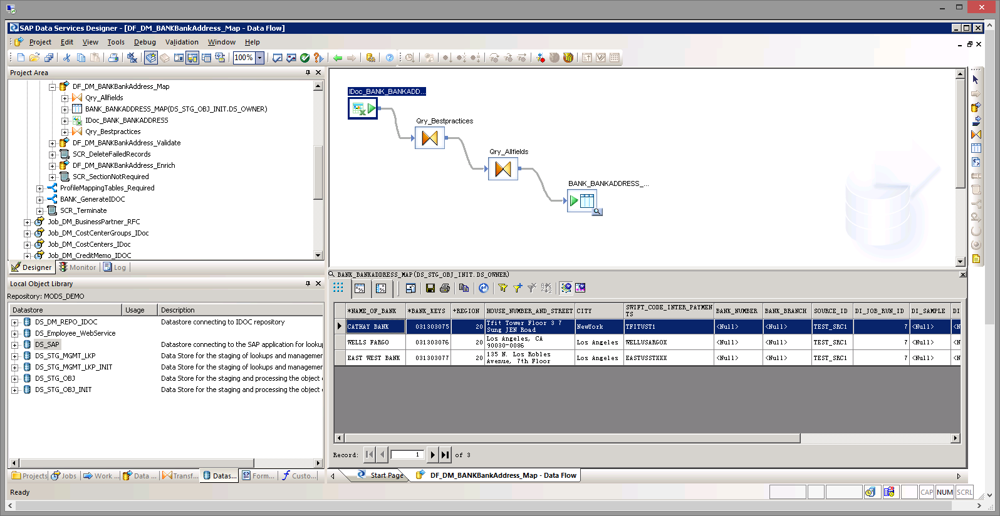 SAP Data Services Designer - [DF_DM_BANKBankAddress_Map - Data Flow]
Project Edit View Tools Debug Validation Window Help
100%
Project Area
DF_DM_BANKBankAddress_Map
Qry_Allfields
BANK_BANKADDRESS_MAP(DS_STG_OBJ_INIT.DS_OWNER)
IDoc_BANK_BANKADDRESS
Qry_Bestpractices
DF_DM_BANKBankAddress_Validate
SCR_DeleteFailedRecords
DF_DM_BANKBankAddress_Enrich
SCR_SectionNotRequired
ProfileMappingTables_Required
BANK_GenerateIDOC
SCR_Terminate
Job_DM_BusinessPartner_RFC
Job_DM_CostCenterGroups_IDoc
Job_DM_CostCenters_IDoc
Job_DM_CreditMemo_IDOC
Designer Monitor Log
IDoc_BANK_BANKADD...
Qry_Bestpractices
Qry_Allfields
BANK_BANKADDRESS_...
Local Object Library
Repository: MODS_DEMO
Datastore Usage Description
DS_DM_REPO_IDOC Datastore connecting to IDOC repository
DS_Employee_WebService
DS_SAP Datastore connecting to the SAP application for looku
DS_STG_MGMT_LKP Data Store for the staging of lookups and managemen
DS_STG_MGMT_LKP_INIT Data Store for the staging of lookups and managemen
DS_STG_OBJ Data Store for the staging and processing the object
DS_STG_OBJ_INIT Data Store for the staging and processing the object
Projects Jobs Work ... Data ... Transf... Datas... Form... Custo...
BANK_BANKADDRESS_MAP(DS_STG_OBJ_INIT.DS_OWNER)
*NAME_OF_BANK *BANK_KEYS +REGION HOUSE_NUMBER_AND_STREET CITY SWIFT_CODE_INTER_PAYMEN
TS BANK_NUMBER BANK_BRANCH SOURCE_ID DI_JOB_RUN_ID DI_SAMPLE DI
CATHAY BANK 031303075 20 Tfit Tower Floor 3 7
Sung JEN Road NewYork TFITUST1 <Null> <Null> TEST_SRC1 7 <Null> <N
WELLS FARGO 031303076 20 Los Angeles, CA
90030-0086 Los Angeles WELLUSARGOX <Null> <Null> TEST_SRC1 7 <Null> <N
EAST WEST BANK 031303077 20 135 N. Los Robles
Avenue, 7th Floor Los Angeles EASTUSSTXXX <Null> <Null> TEST_SRC1 7 <Null> <N
Record: 1 of 3
Start Page DF_DM_BANKBankAddress_Map - Data Flow
Ready CAP NUM SCRL